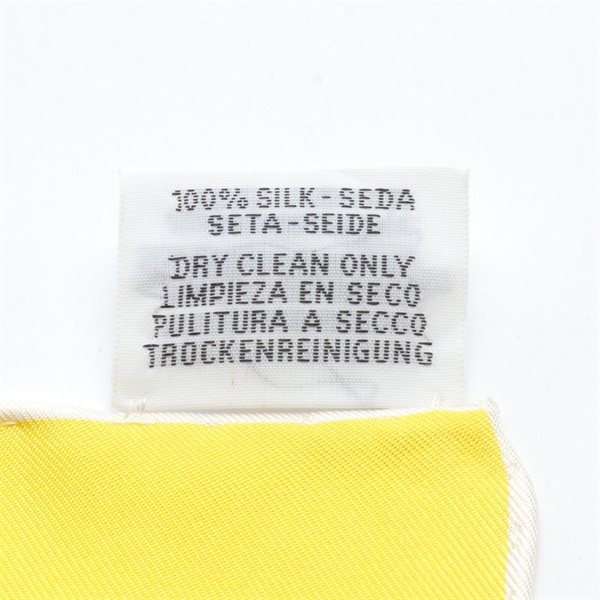 100% SILK - SEDA
SETA - SEIDE
DRY CLEAN ONLY
LIMPIEZA EN SECO
PULITURA A SECCO
TROCKENREINIGUNG